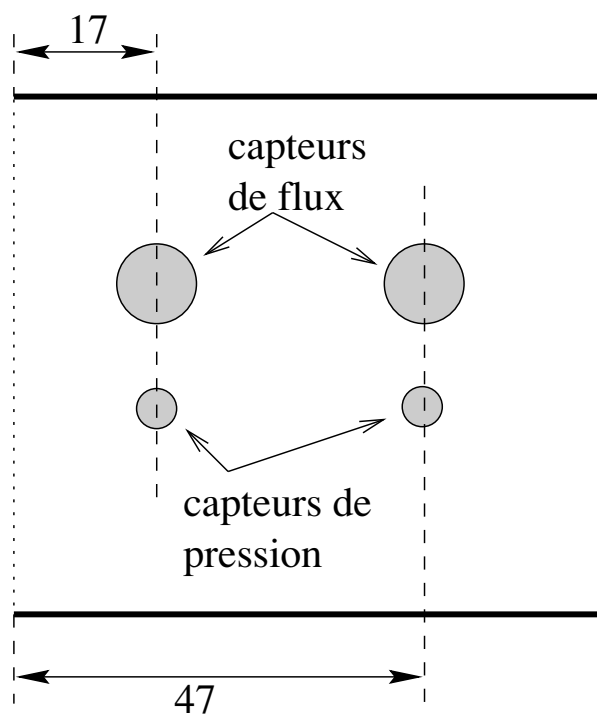 17
capteurs
de flux
capteurs de
pression
47